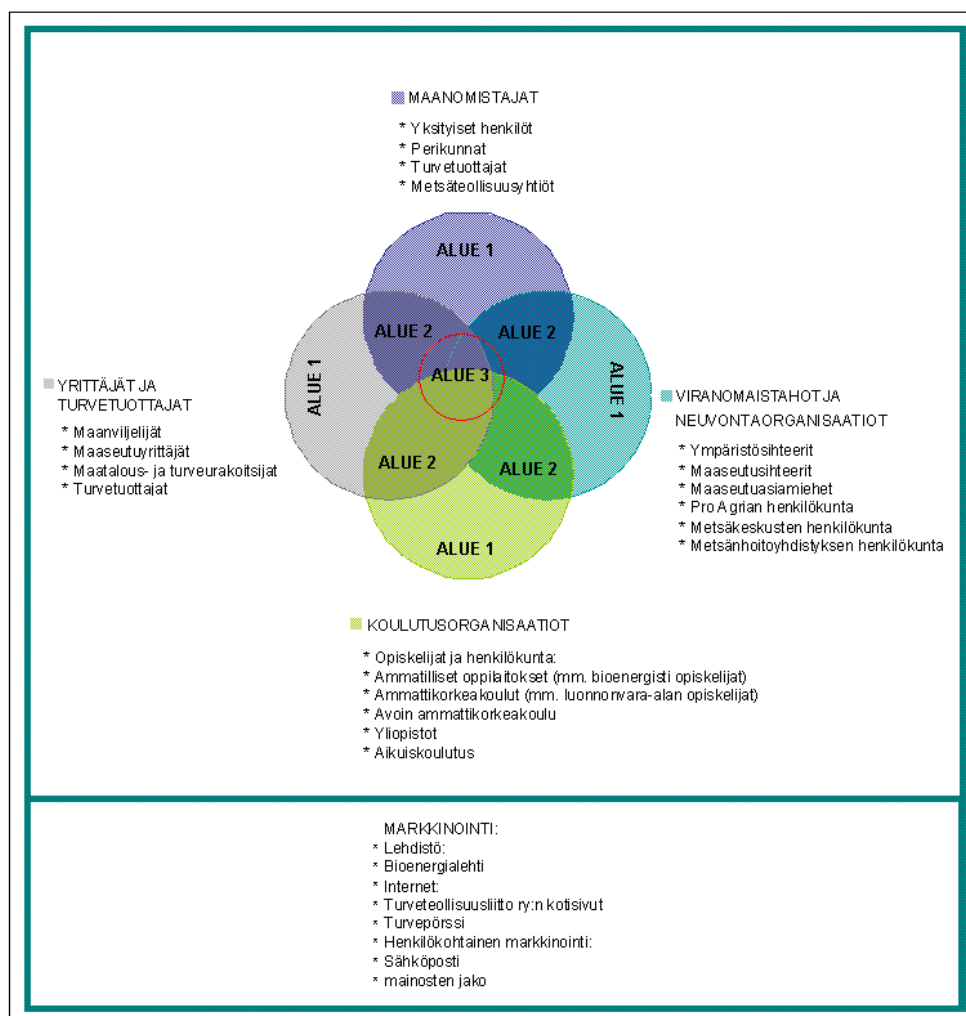 MAANOMISTAJAT
* Yksityiset henkilöt
* Perikunnat
* Turvetuottajat
* Metsäteollisuusyhtiöt
ALUE 1
ALUE 2
ALUE 2
ALUE 1
ALUE 3
ALUE 1
ALUE 2
ALUE 2
ALUE 1
YRITTÄJÄT JA
TURVETUOTTAJAT
* Maanviljelijät
* Maaseutuyrittäjät
* Maatalous- ja turveurakoitsijat
* Turvetuottajat
VIRANOMAISTAHOT JA
NEUVONTAORGANISAATIOT
* Ympäristösihteerit
* Maaseutusihteerit
* Maaseutuasiamiehet
* Pro Agrian henkilökunta
* Metsäkeskusten henkilökunta
* Metsänhoitoyhdistyksen henkilökunta
KOULUTUSORGANISAATIOT
* Opiskelijat ja henkilökunta:
* Ammatilliset oppilaitokset (mm. bioenergisti opiskelijat)
* Ammattikorkeakoulut (mm. luonnonvara-alan opiskelijat)
* Avoin ammattikorkeakoulu
* Yliopistot
* Aikuiskoulutus
MARKKINOINTI:
* Lehdistö:
* Bioenergialehti
* Internet:
* Turveteollisuusliitto ry:n kotisivut
* Turvepörssi
* Henkilökohtainen markkinointi:
* Sähköposti
* mainosten jako